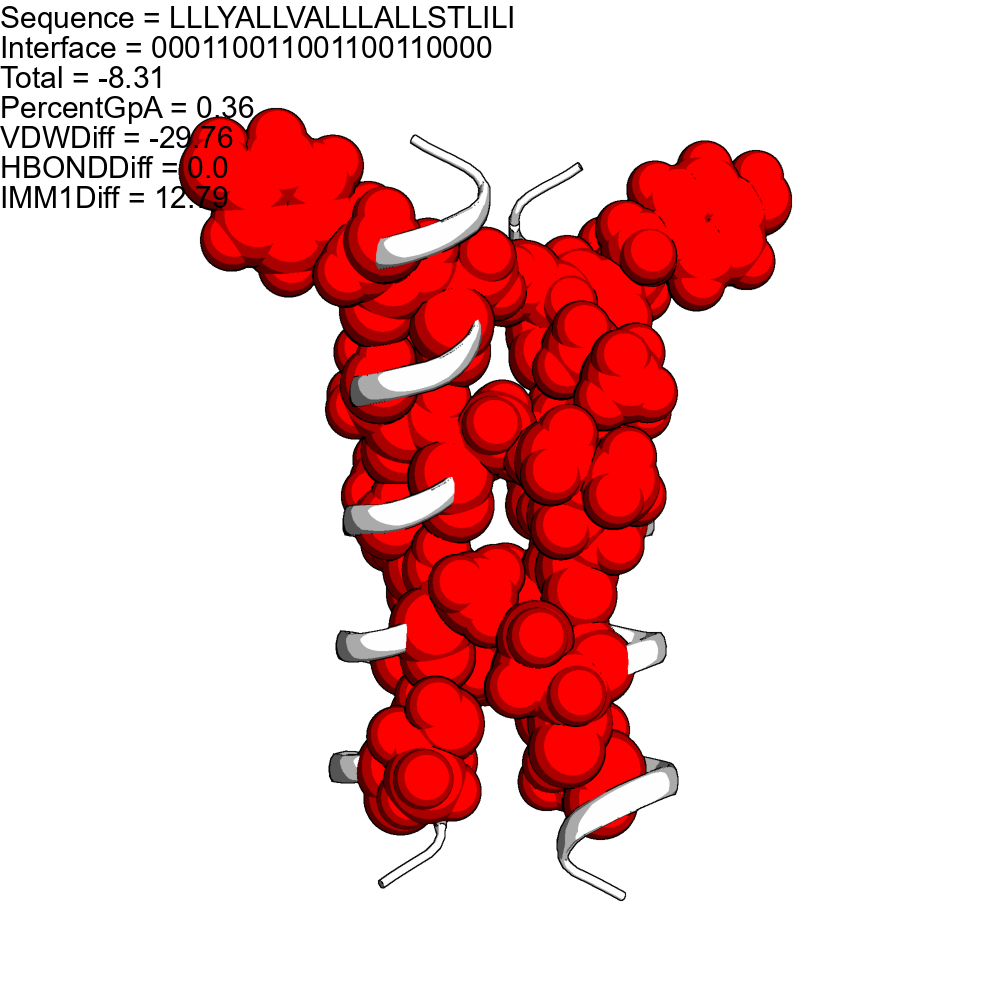 Sequence = LLLYALLVALLLALLSTLILI
Interface = 000110011001100110000
Total = -8.31
PercentGpA = 0.36
VDWDiff = -29.76
HBONDDiff = 0.0
IMM1Diff = 12.79